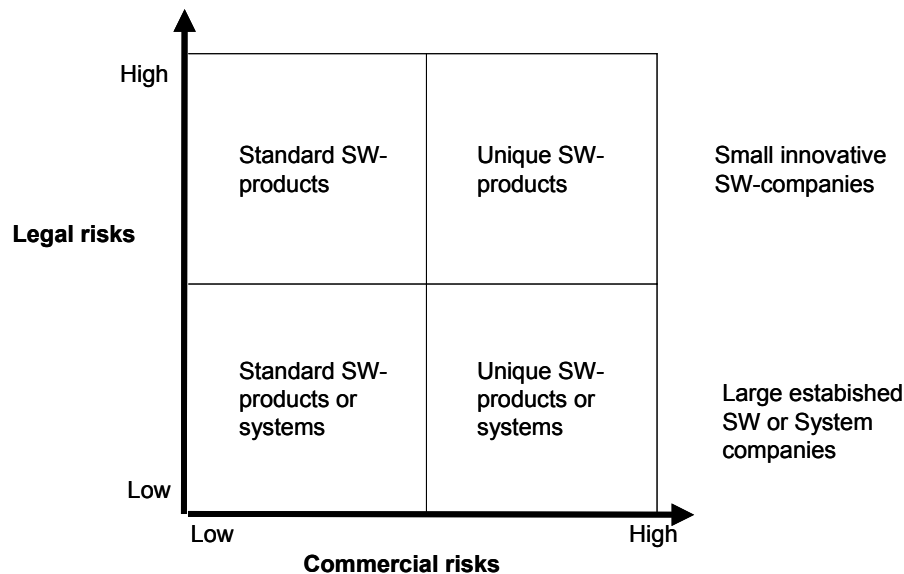 High
Standard SW-
products
Unique SW-
products
Small innovative
SW-companies
Legal risks
Standard SW-
products or
systems
Unique SW-
products or
systems
Large estabished
SW or System
companies
Low
Low
High
Commercial risks